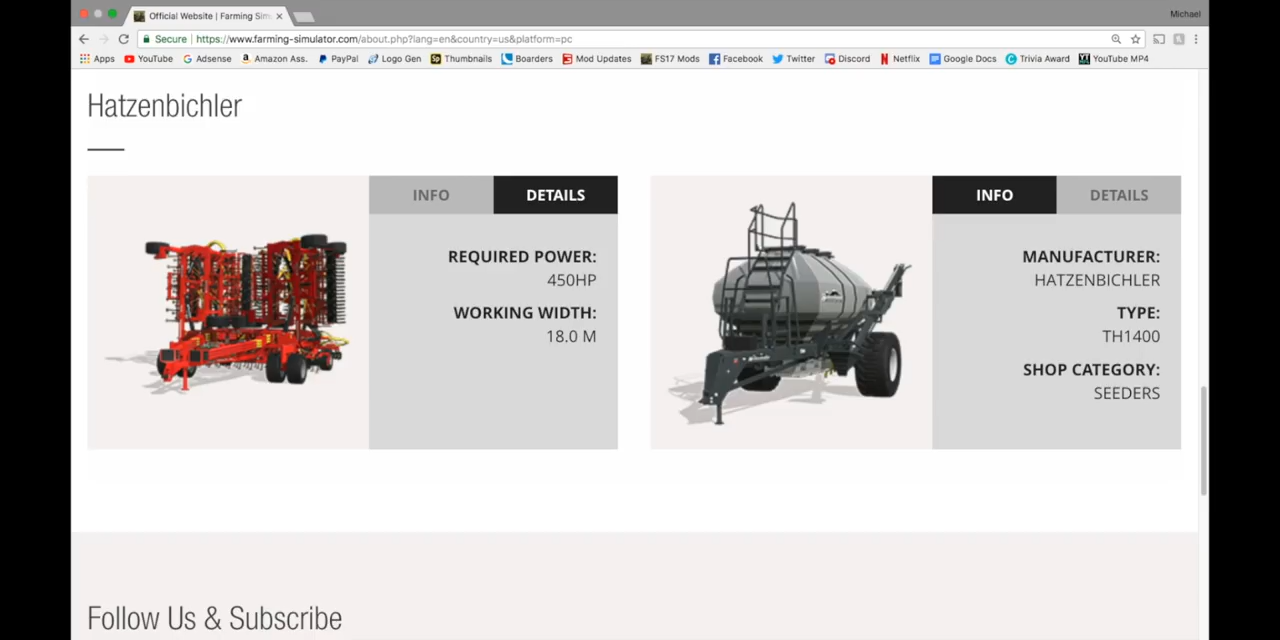 Official Website | Farming Sim
Michael
Secure https://www.farming-simulator.com/about.php?lang=en&country=us&platform=pc
Apps YouTube Adsense Amazon Ass. PayPal Logo Gen Thumbnails Boarders Mod Updates FS17 Mods Facebook Twitter Discord Netflix Google Docs Trivia Award YouTube MP4
Hatzenbichler
INFO DETAILS
REQUIRED POWER:
450HP
WORKING WIDTH:
18.0 M
INFO DETAILS
MANUFACTURER:
HATZENBICHLER
TYPE:
TH1400
SHOP CATEGORY:
SEEDERS
Follow Us & Subscribe